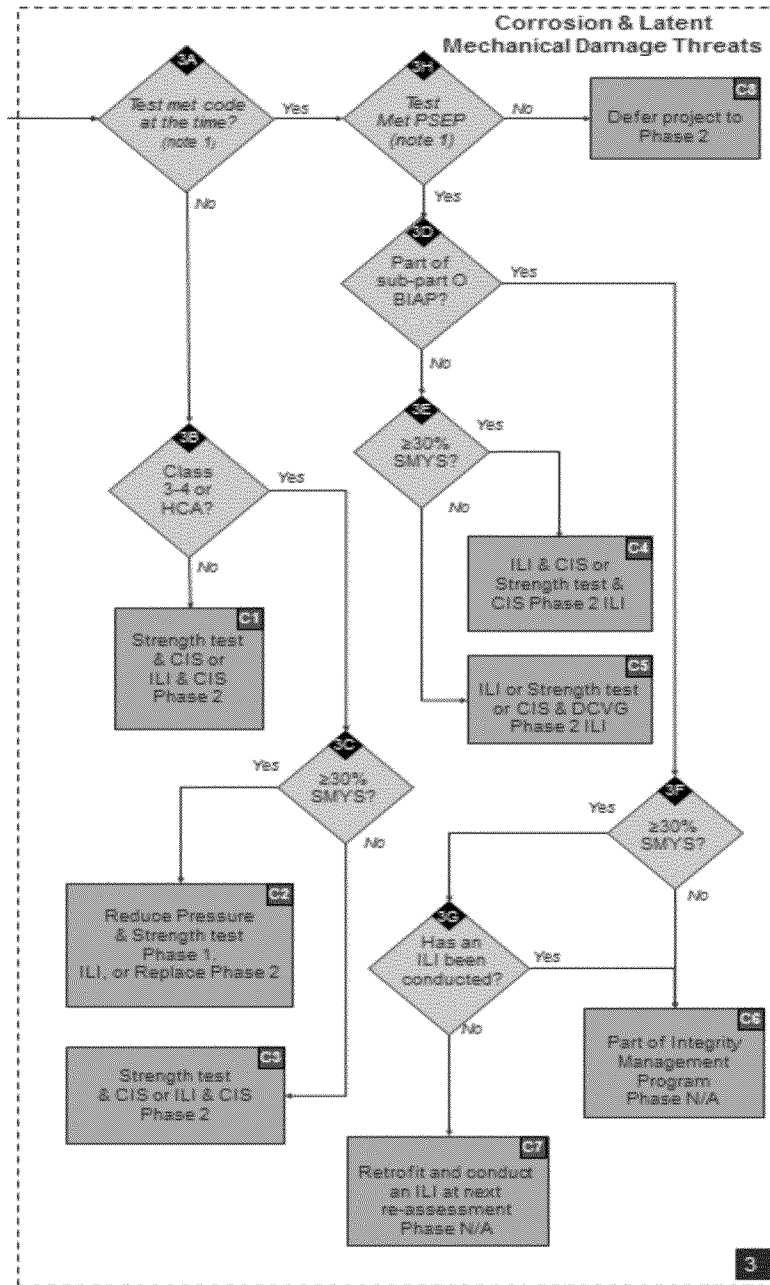 Corrosion & Latent
Mechanical Damage Threats
3A
Test met code
at the time?
(note 1)
Yes
No
3H
Test
Met PSEP
(note 1)
No
Yes
C8
Defer project to
Phase 2
3D
Part of
sub-part O
BIAP?
Yes
No
3B
Class
3-4 or
HCA?
Yes
No
3E
≥30%
SMYS?
Yes
No
C4
ILI & CIS or
Strength test &
CIS Phase 2 ILI
C1
Strength test
& CIS or
ILI & CIS
Phase 2
C5
ILI or Strength test
or CIS & DCVG
Phase 2 ILI
3C
≥30%
SMYS?
Yes
No
3F
≥30%
SMYS?
Yes
No
C2
Reduce Pressure
& Strength test
Phase 1,
ILI, or Replace Phase 2
3G
Has an
ILI been
conducted?
Yes
No
C6
Part of Integrity
Management
Program
Phase N/A
C3
Strength test
& CIS or ILI & CIS
Phase 2
C7
Retrofit and conduct
an ILI at next
re-assessment
Phase N/A
3